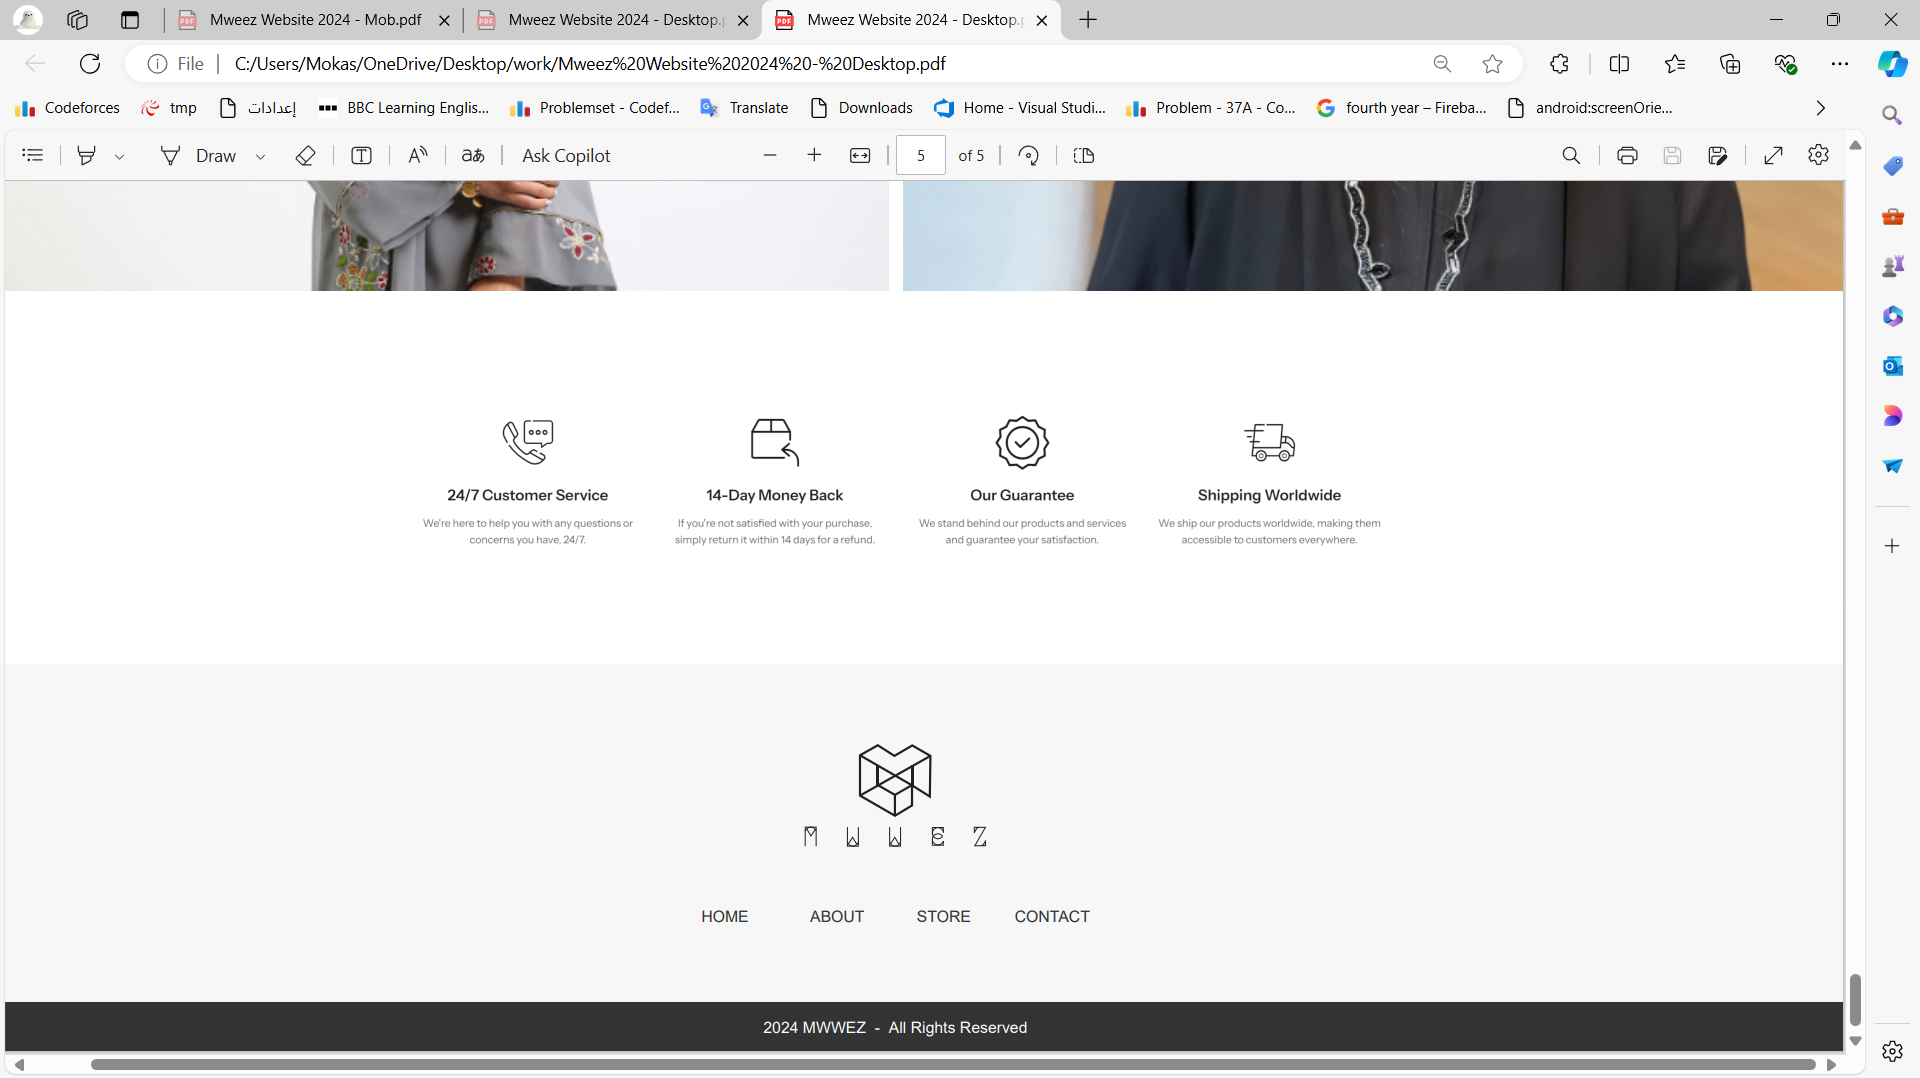 Mweez Website 2024 - Mob.pdf
Mweez Website 2024 - Desktop.p
Mweez Website 2024 - Desktop.p
File
C:/Users/Mokas/OneDrive/Desktop/work/Mweez%20Website%202024%20-%20Desktop.pdf
Codeforces
tmp
إعدادات
BBC Learning Englis...
Problemset - Codef...
Translate
Downloads
Home - Visual Studi...
Problem - 37A - Co...
fourth year – Fireba...
android:screenOrie...
Draw
Ask Copilot
5
of 5
24/7 Customer Service
We're here to help you with any questions or
concerns you have, 24/7.
14-Day Money Back
If you're not satisfied with your purchase,
simply return it within 14 days for a refund.
Our Guarantee
We stand behind our products and services
and guarantee your satisfaction.
Shipping Worldwide
We ship our products worldwide, making them
accessible to customers everywhere.
MWWEZ
HOME
ABOUT
STORE
CONTACT
2024 MWWEZ - All Rights Reserved